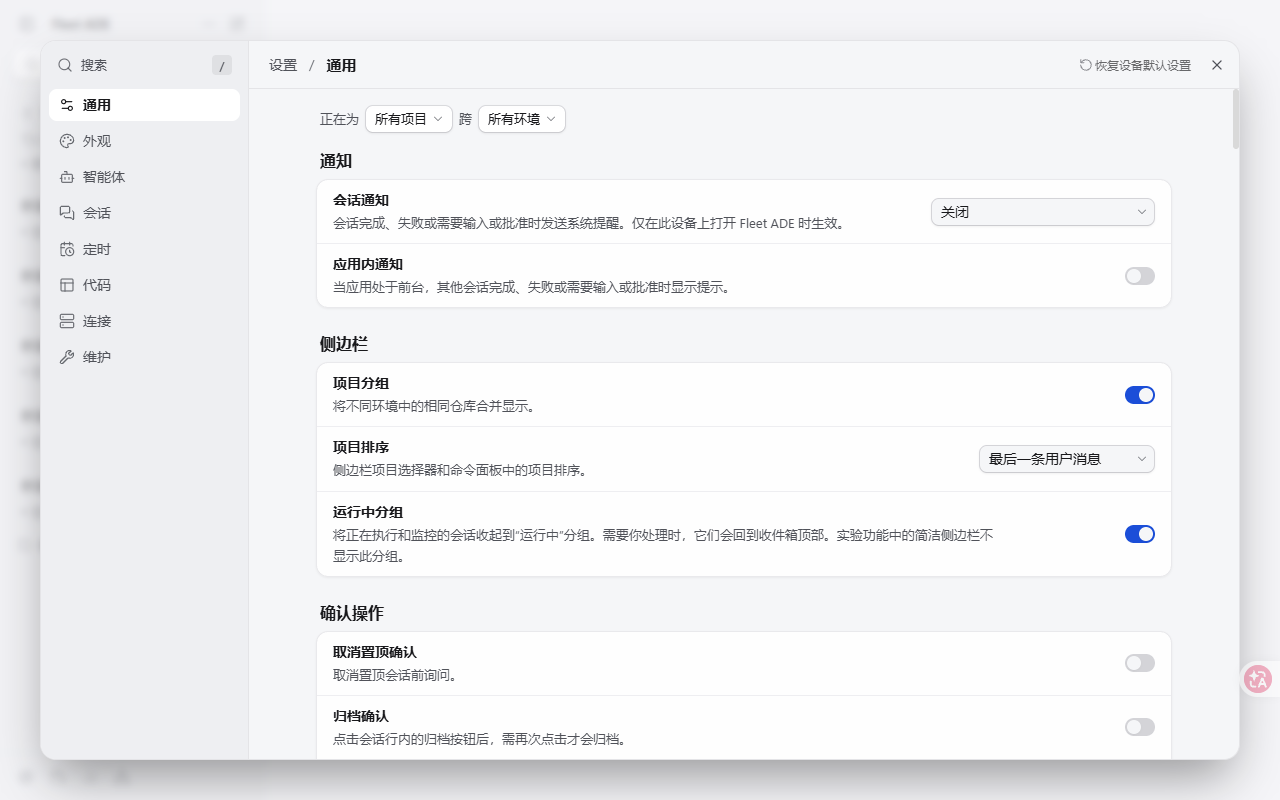 搜索
/
通用
外观
智能体
会话
定时
代码
连接
维护
设置 / 通用
恢复设备默认设置
正在为 所有项目 跨 所有环境
通知
会话通知
会话完成、失败或需要输入或批准时发送系统提醒。仅在此设备上打开 Fleet ADE 时生效。
关闭
应用内通知
当应用处于前台，其他会话完成、失败或需要输入或批准时显示提示。
侧边栏
项目分组
将不同环境中的相同仓库合并显示。
项目排序
侧边栏项目选择器和命令面板中的项目排序。
最后一条用户消息
运行中分组
将正在执行和监控的会话收起到“运行中”分组。需要你处理时，它们会回到收件箱顶部。实验功能中的简洁侧边栏不
显示此分组。
确认操作
取消置顶确认
取消置顶会话前询问。
归档确认
点击会话行内的归档按钮后，需再次点击才会归档。